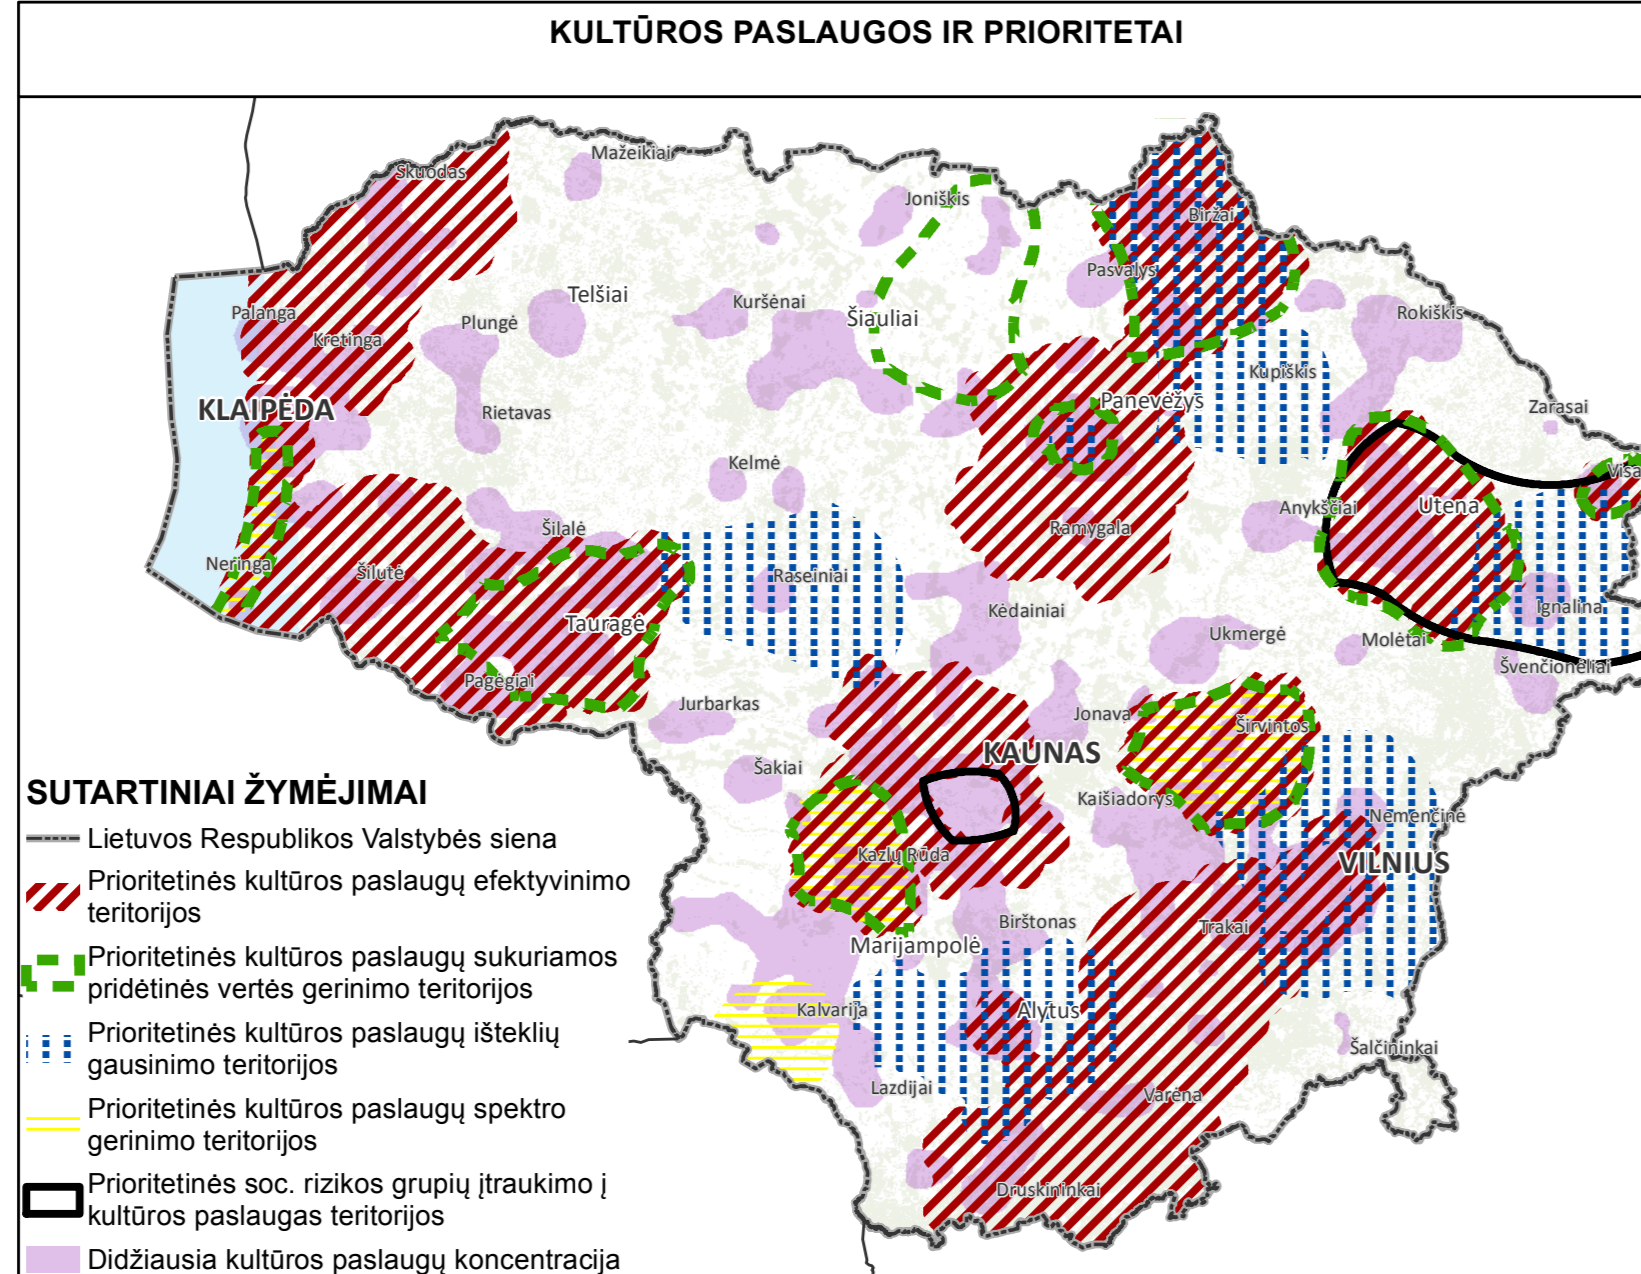 KULTŪROS PASLAUGOS IR PRIORITETAI
Mažeikiai
Skuodas
Joniškis
Biržai
Pasvalys
Telšiai
Kuršėnai
Palanga
Šiauliai
Rokiškis
Plungė
Kretinga
Kupiškis
KLAIPĖDA
Rietavas
Panevėžys
Zarasai
Kelmė
Visa
Anykščiai
Utena
Šilalė
Ramygala
Neringa
Šilutė
Raseiniai
Kėdainiai
Ignalina
Tauragė
Ukmergė
Molėtai
Švenčionėliai
Pagėgiai
Jurbarkas
Jonava
Širvintos
KAUNAS
Šakiai
Kaišiadorys
Nemenčinė
Kazlų Rūda
VILNIUS
Birštonas
Trakai
Marijampolė
Kalvarija
Alytus
Šalčininkai
Lazdijai
Varėna
Druskininkai
SUTARTINIAI ŽYMĖJIMAI
Lietuvos Respublikos Valstybės siena
Prioritetinės kultūros paslaugų efektyvinimo
teritorijos
Prioritetinės kultūros paslaugų sukuriamos
pridėtinės vertės gerinimo teritorijos
Prioritetinės kultūros paslaugų išteklių
gausinimo teritorijos
Prioritetinės kultūros paslaugų spektro
gerinimo teritorijos
Prioritetinės soc. rizikos grupių įtraukimo į
kultūros paslaugas teritorijos
Didžiausia kultūros paslaugų koncentracija